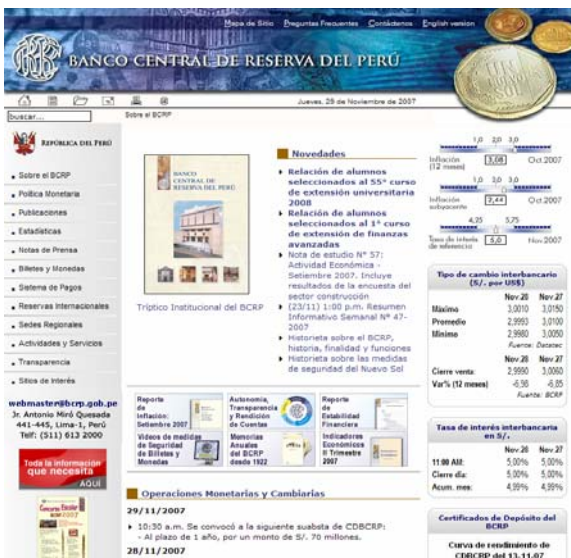 Mapa de Sitio Preguntas Frecuentes Contáctenos English version
BANCO CENTRAL DE RESERVA DEL PERÚ
Jueves, 29 de Noviembre de 2007
buscar...
Sobre el BCRP
REPÚBLICA DEL PERÚ
Sobre el BCRP
Política Monetaria
Publicaciones
Estadísticas
Notas de Prensa
Billetes y Monedas
Sistema de Pagos
Reservas Internacionales
Sedes Regionales
Actividades y Servicios
Transparencia
Sitios de Interés
webmaster@bcrp.gob.pe
Jr. Antonio Miró Quesada
441-445, Lima-1, Perú
Telf: (511) 613 2000
Toda la información
que necesita
AQUÍ
Concurso Escolar
BCRP 2007
BANCO
CENTRAL DE
RESERVA DEL PERÚ
Tríptico Institucional del BCRP
Novedades
Relación de alumnos
seleccionados al 55° curso
de extensión universitaria
2008
Relación de alumnos
seleccionados al 1° curso
de extensión de finanzas
avanzadas
Nota de estudio N° 57:
Actividad Económica -
Setiembre 2007. Incluye
resultados de la encuesta del
sector construcción
(23/11) 1:00 p.m. Resumen
Informativo Semanal N° 47-
2007
Historieta sobre el BCRP,
historia, finalidad y funciones
Historieta sobre las medidas
de seguridad del Nuevo Sol
Reporte
de
Inflación:
Setiembre 2007
Autonomía,
Transparencia
y Rendición
de Cuentas
Reporte
de
Estabilidad
Financiera
Videos de medidas
de Seguridad
de Billetes y
Monedas
Memorias
Anuales
del BCRP
desde 1922
Indicadores
Económicos
III Trimestre
2007
Operaciones Monetarias y Cambiarias
29/11/2007
10:30 a.m. Se convocó a la siguiente suabsta de CDBCRP:
- Al plazo de 1 año, por un monto de S/. 70 millones.
28/11/2007
1,0 2,0 3,0
Inflación
(12 meses)
3,08 Oct.2007
1,0 2,0 3,0
Inflación
subyacente
2,44 Oct.2007
4,25 5,75
Tasa de interés
de referencia
5,0 Nov.2007
Tipo de cambio interbancario
(S/. por US$)
Nov.28 Nov.27
Máximo 3,0010 3,0150
Promedio 2,9993 3,0100
Mínimo 2,9980 3,0050
Fuente: Datatec
Nov.28 Nov.27
Cierre venta: 2,9990 3,0060
Var% (12 meses) -6,96 -6,85
Fuente: BCRP
Tasa de interés interbancaria
en S/.
Nov.28 Nov.27
11:00 AM: 5,00% 5,00%
Cierre día: 5,00% 5,00%
Acum. mes: 4,99% 4,99%
Certificados de Depósito del
BCRP
Curva de rendimiento de
CDBCRP del 13-11-07